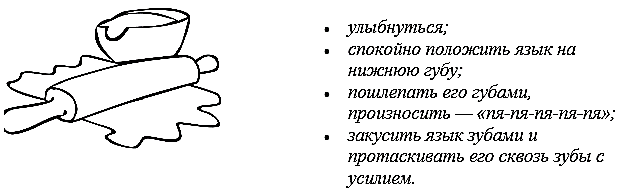 • улыбнуться;
• спокойно положить язык на
нижнюю губу;
• пошлепать его губами,
произносить — «пя-пя-пя-пя-пя»;
• закусить язык зубами и
протаскивать его сквозь зубы с
усилием.